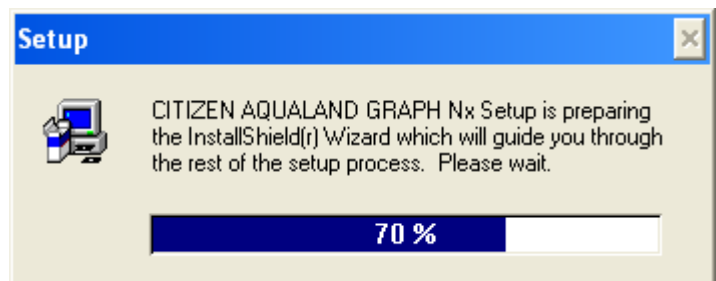 Setup
CITIZEN AQUALAND GRAPH Nx Setup is preparing
the InstallShield(r) Wizard which will guide you through
the rest of the setup process.  Please wait.
70 %